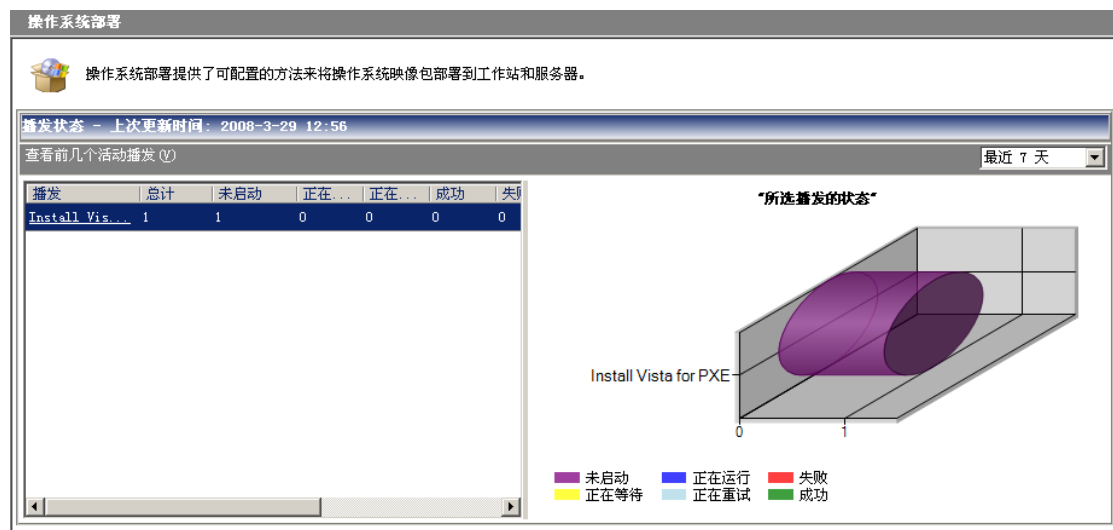 操作系统部署
操作系统部署提供了可配置的方法来将操作系统映像包部署到工作站和服务器。
播发状态 - 上次更新时间: 2008-3-29 12:56
查看前几个活动播发(V)
最近 7 天
播发 总计 未启动 正在... 正在... 成功 失败
Install Vis... 1 1 0 0 0 0
"所选播发的状态"
Install Vista for PXE
0 1
未启动 正在运行 失败
正在等待 正在重试 成功